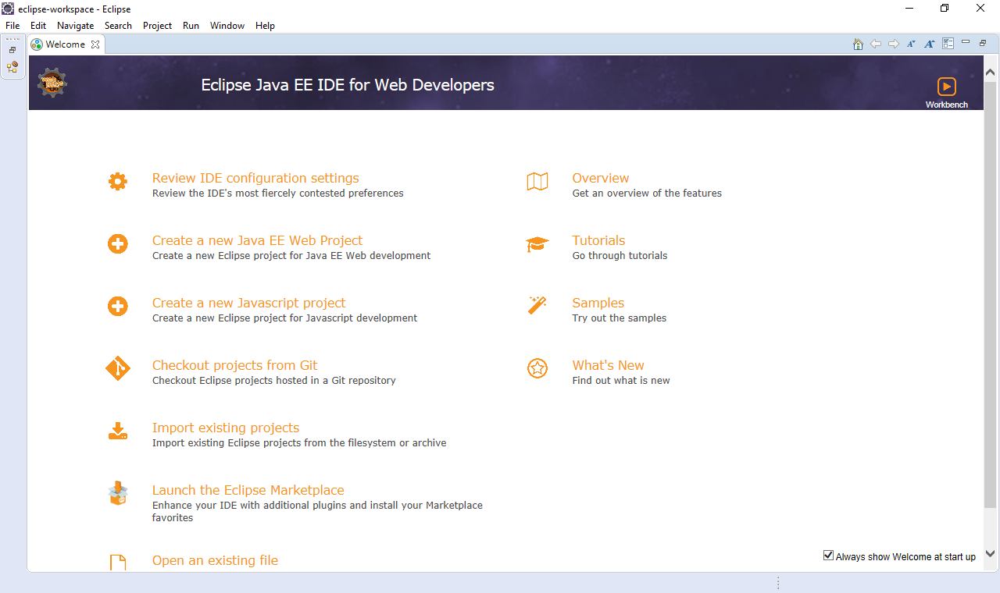 eclipse-workspace - Eclipse
File Edit Navigate Search Project Run Window Help
Welcome
Eclipse Java EE IDE for Web Developers
Workbench
Review IDE configuration settings
Review the IDE's most fiercely contested preferences
Overview
Get an overview of the features
Create a new Java EE Web Project
Create a new Eclipse project for Java EE Web development
Tutorials
Go through tutorials
Create a new Javascript project
Create a new Eclipse project for Javascript development
Samples
Try out the samples
Checkout projects from Git
Checkout Eclipse projects hosted in a Git repository
What's New
Find out what is new
Import existing projects
Import existing Eclipse projects from the filesystem or archive
Launch the Eclipse Marketplace
Enhance your IDE with additional plugins and install your Marketplace
favorites
Open an existing file
Always show Welcome at start up